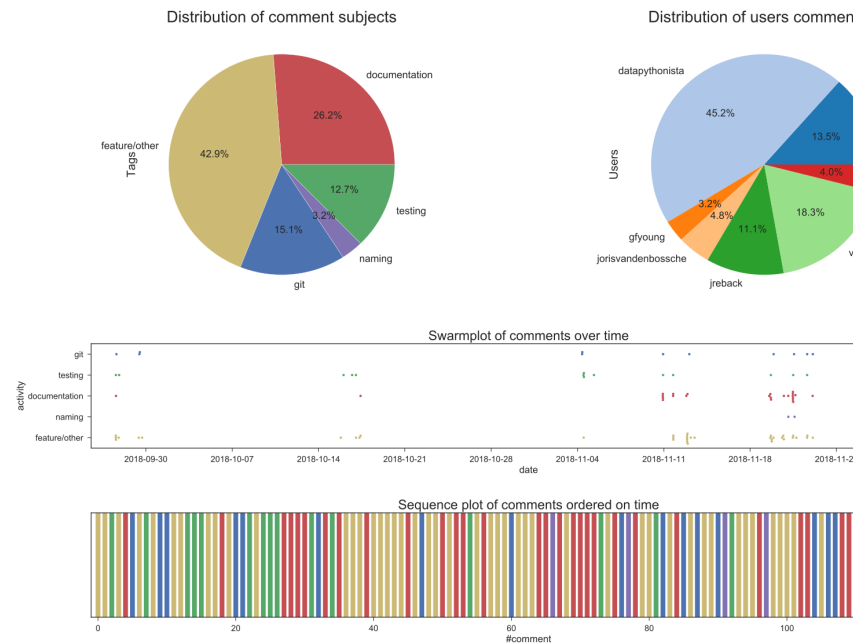 Distribution of comment subjects
Distribution of users commen
documentation
26.2%
feature/other
42.9%
Tags
12.7%
testing
3.2%
15.1%
naming
git
datapythonista
45.2%
13.5%
Users
4.0%
3.2%
4.8%
18.3%
11.1%
gfyoung
jorisvandenbossche
v
jreback
Swarmplot of comments over time
git
testing
documentation
naming
feature/other
activity
2018-09-30 2018-10-07 2018-10-14 2018-10-21 2018-10-28 2018-11-04 2018-11-11 2018-11-18 2018-11-2
date
Sequence plot of comments ordered on time
0 20 40 60 80 100
#comment